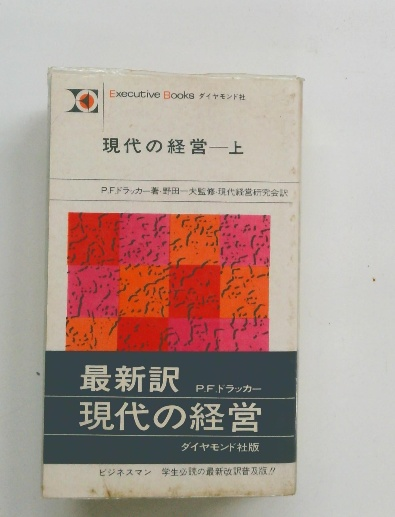 Executive Books ダイヤモンド社
現代の経営—上
P.F.ドラッカー著・野田一夫監修・現代経営研究会訳
最新訳 P.F.ドラッカー
現代の経営
ダイヤモンド社版
ビジネスマン 学生必読の最新改訳普及版!!